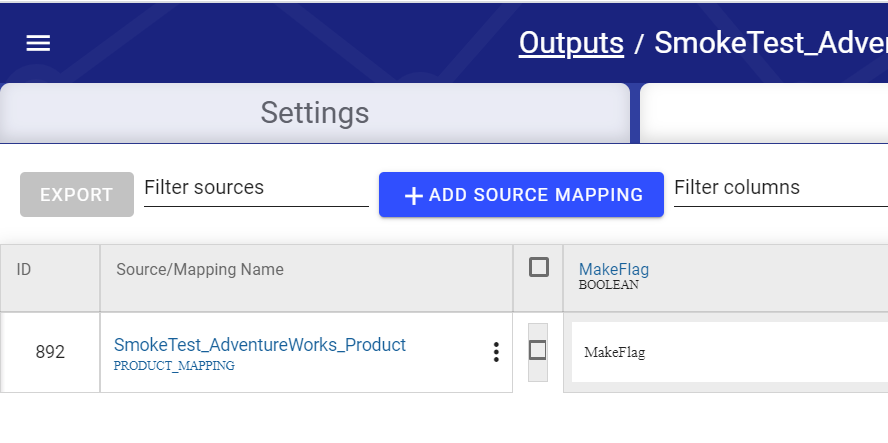 Outputs / SmokeTest_Adve
Settings
EXPORT
Filter sources
+ ADD SOURCE MAPPING
Filter columns
ID
Source/Mapping Name
MakeFlag
BOOLEAN
892
SmokeTest_AdventureWorks_Product
PRODUCT_MAPPING
MakeFlag